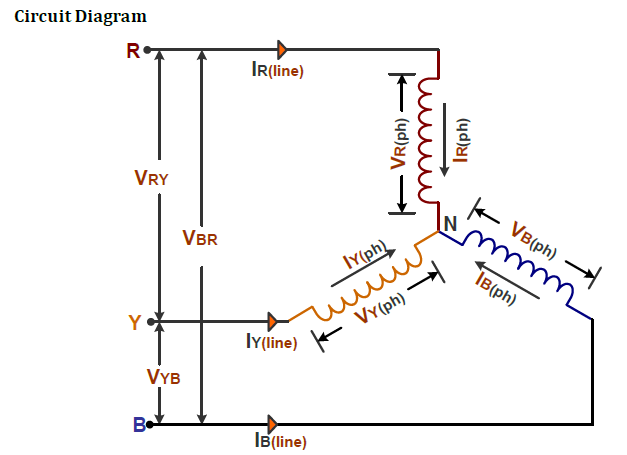 Circuit Diagram
R
IR(line)
VR(ph)
IR(ph)
VRY
VBR
N
VB(ph)
IY(ph)
IB(ph)
VY(ph)
Y
IY(line)
VYB
B
IB(line)